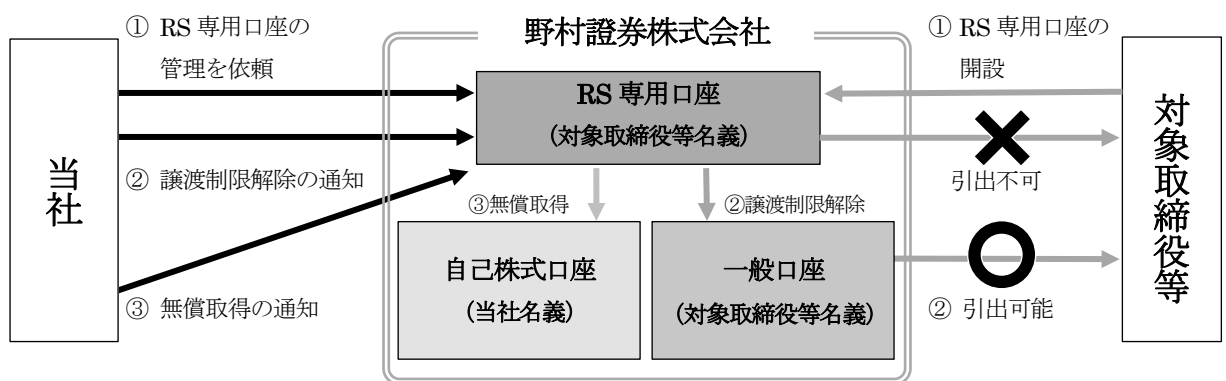 ① RS 専用口座の
管理を依頼
野村證券株式会社
① RS 専用口座の
開設
当社
RS 専用口座
(対象取締役等名義)
対象取締役等
② 譲渡制限解除の通知
引出不可
③無償取得
②譲渡制限解除
自己株式口座
(当社名義)
一般口座
(対象取締役等名義)
③ 無償取得の通知
② 引出可能